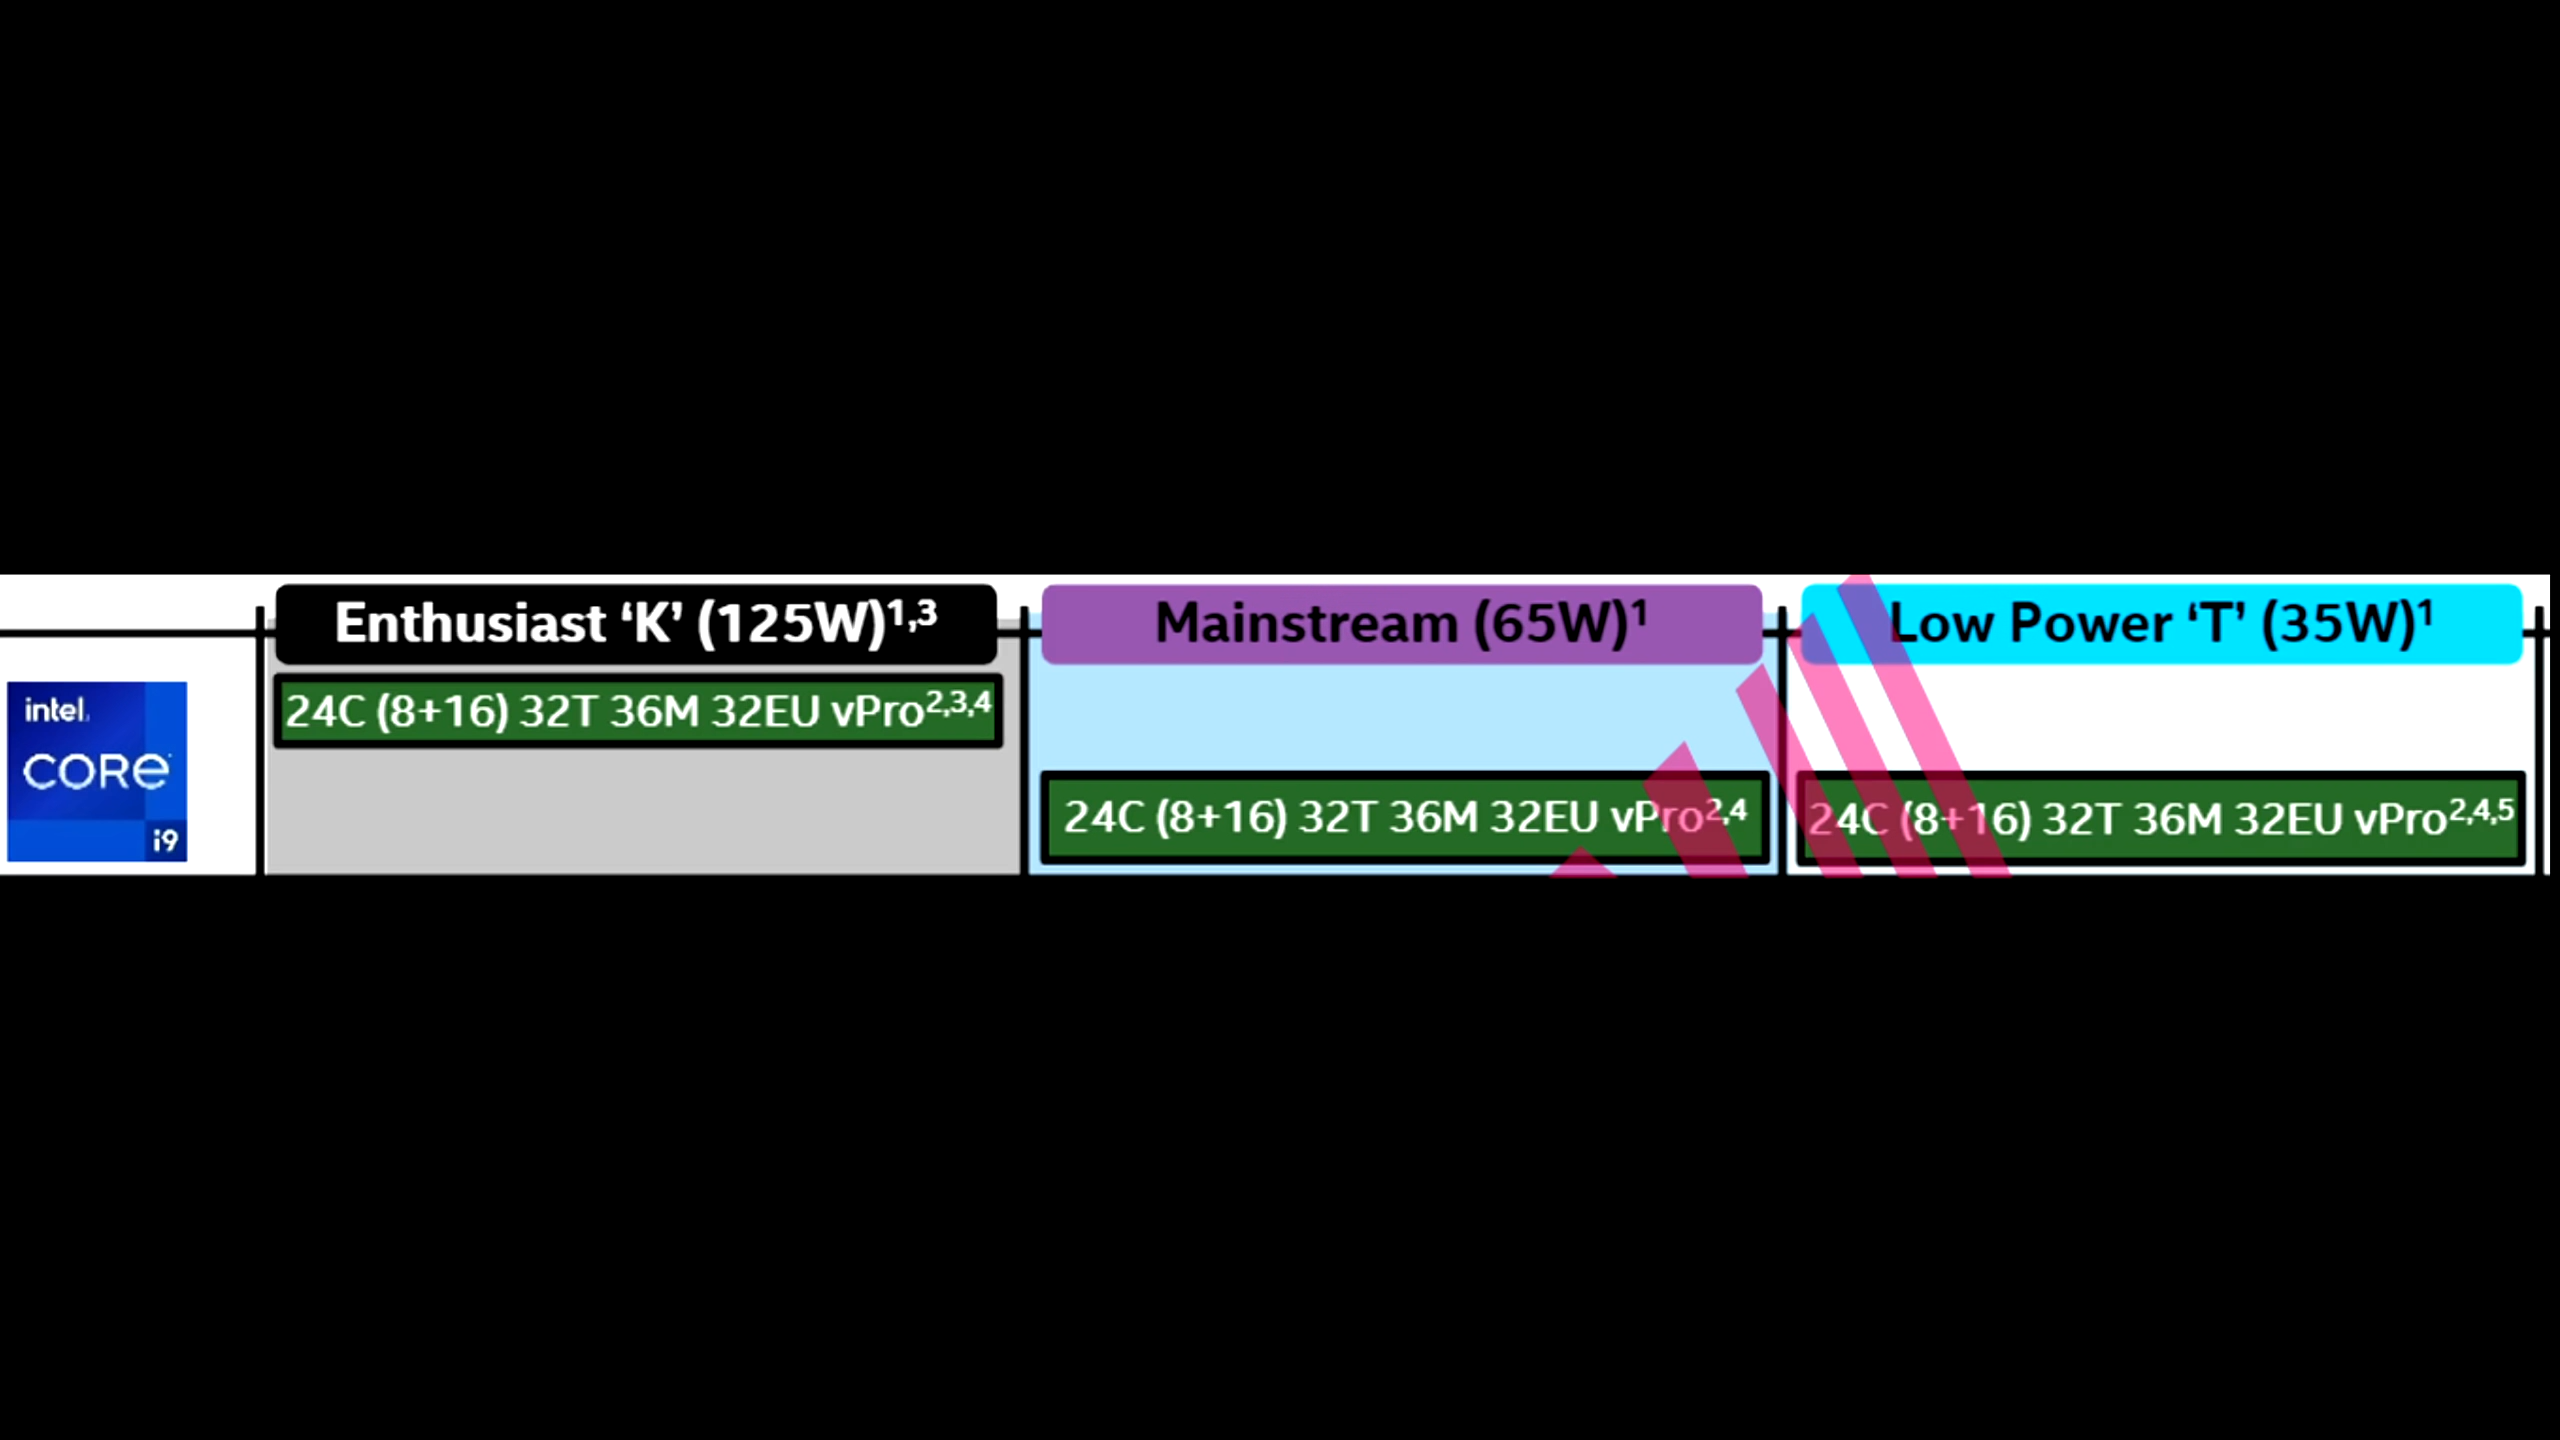 Enthusiast ‘K’ (125W)¹,³
Mainstream (65W)¹
Low Power ‘T’ (35W)¹
intel.
CORE
i9
24C (8+16) 32T 36M 32EU vPro²,³,⁴
24C (8+16) 32T 36M 32EU vPro²,⁴
24C (8+16) 32T 36M 32EU vPro²,⁴,⁵